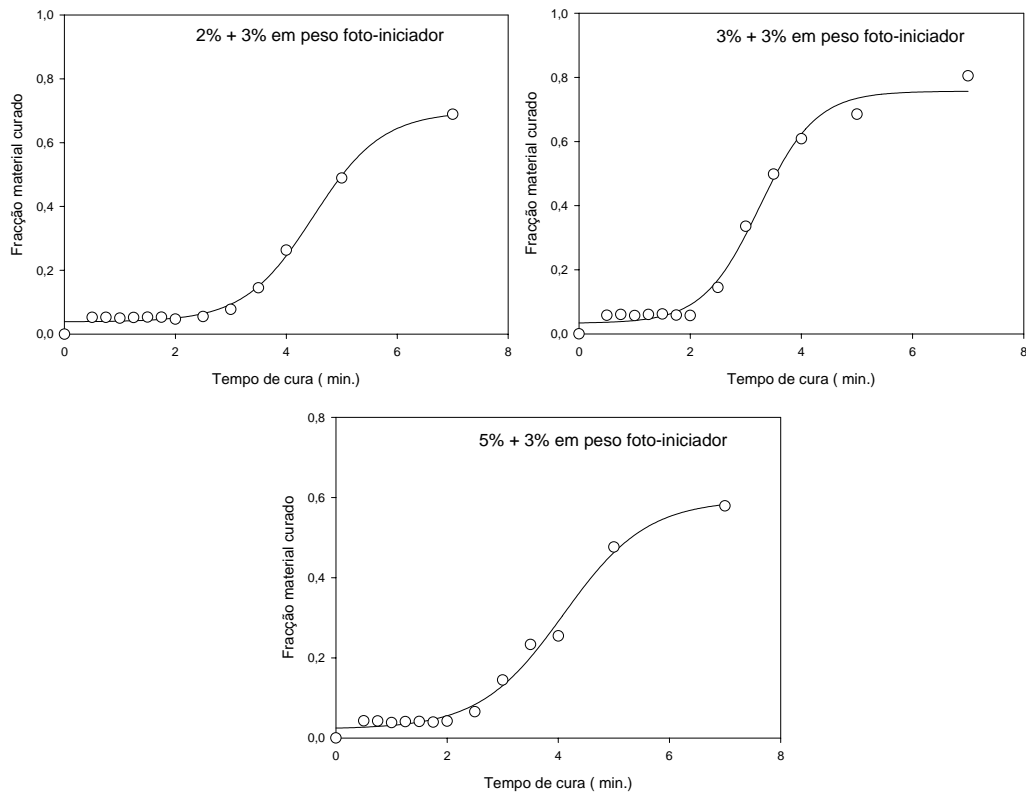 2% + 3% em peso foto-iniciador
Fracção material curado
1,0
0,8
0,6
0,4
0,2
0,0
0 2 4 6 8
Tempo de cura ( min.)
3% + 3% em peso foto-iniciador
Fracção material curado
1,0
0,8
0,6
0,4
0,2
0,0
0 2 4 6 8
Tempo de cura ( min.)
5% + 3% em peso foto-iniciador
Fracção material curado
0,8
0,6
0,4
0,2
0,0
0 2 4 6 8
Tempo de cura ( min.)